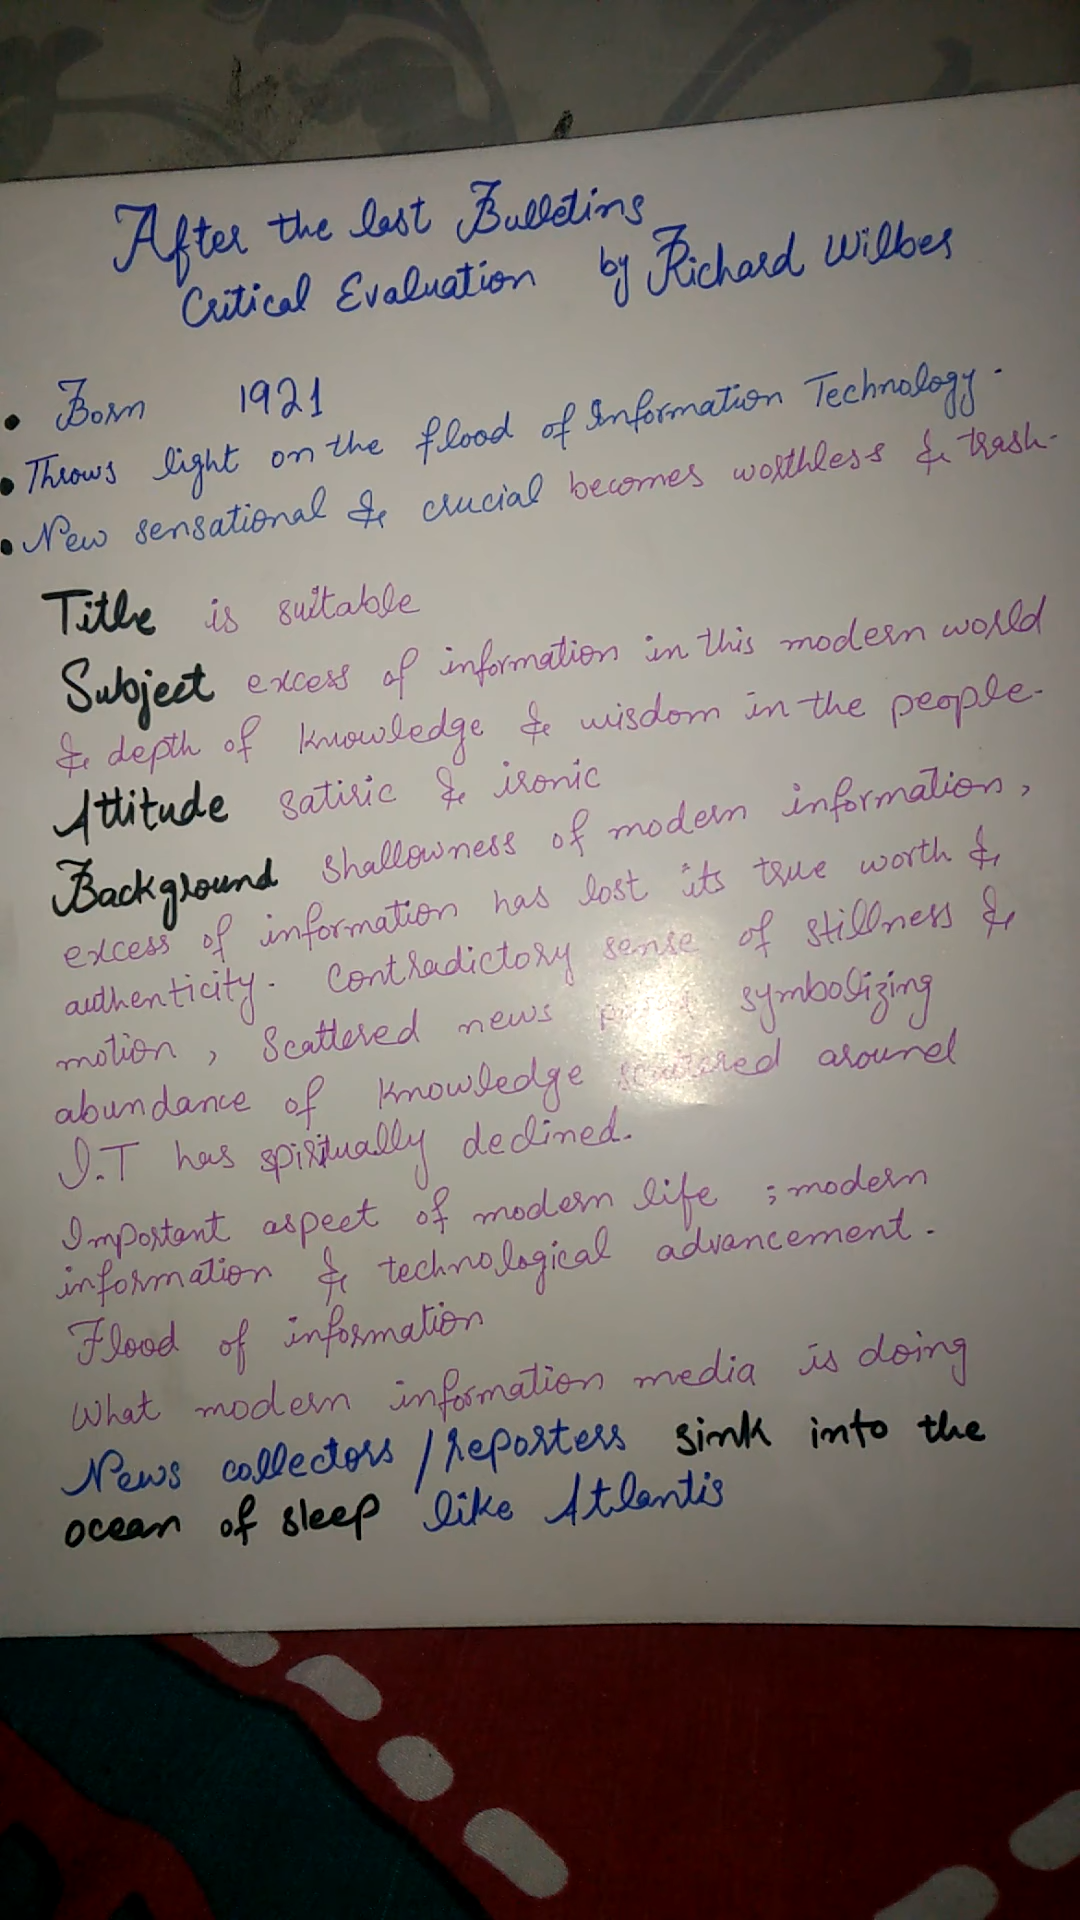 After the last Bulletins
Critical Evaluation by Richard Wilber
• Born 1921
• Throws light on the flood of Information Technology.
• New sensational & crucial becomes worthless & trash.
Title is suitable
Subject excess of information in this modern world
& depth of knowledge & wisdom in the people.
Attitude satiric & ironic
Background Shallowness of modern information,
excess of information has lost its true worth &
authenticity. Contradictory sense of stillness &
motion, Scattered news symbolizing
abundance of knowledge scattered around
I.T has spiritually declined.
Important aspect of modern life ; modern
information & technological advancement.
Flood of information
What modern information media is doing
News collectors / reporters sink into the
ocean of sleep like Atlantis